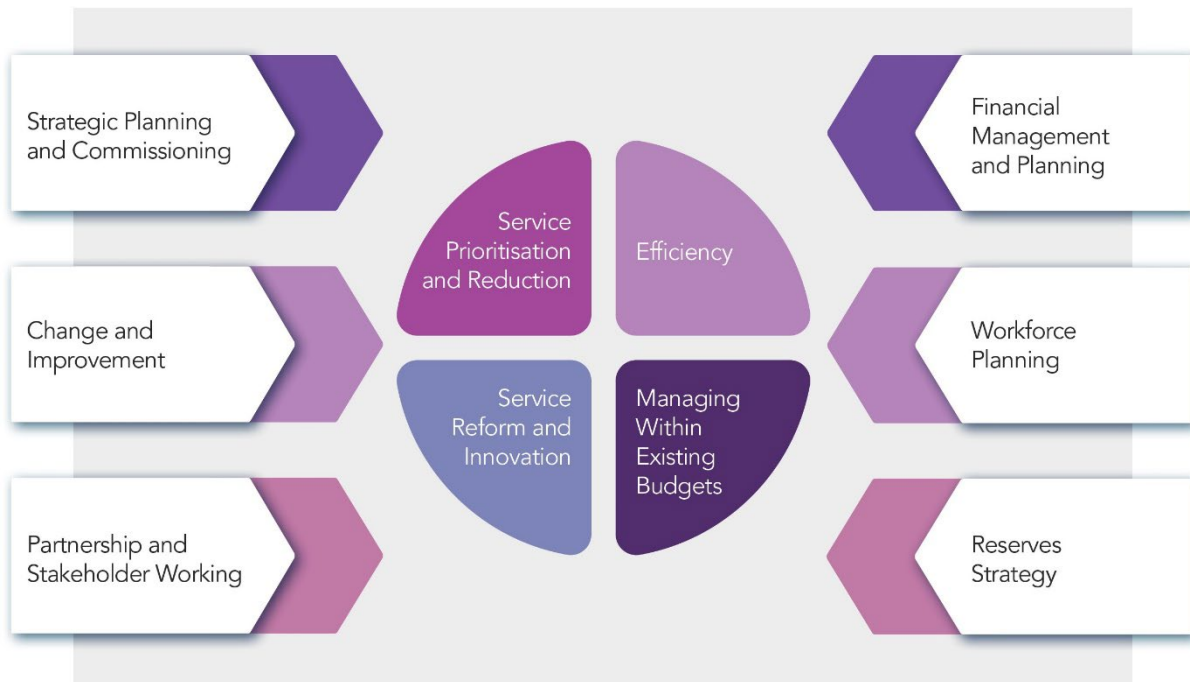 Strategic Planning
and Commissioning
Change and
Improvement
Partnership and
Stakeholder Working
Service
Prioritisation
and Reduction
Efficiency
Service
Reform and
Innovation
Managing
Within
Existing
Budgets
Financial
Management
and Planning
Workforce
Planning
Reserves
Strategy